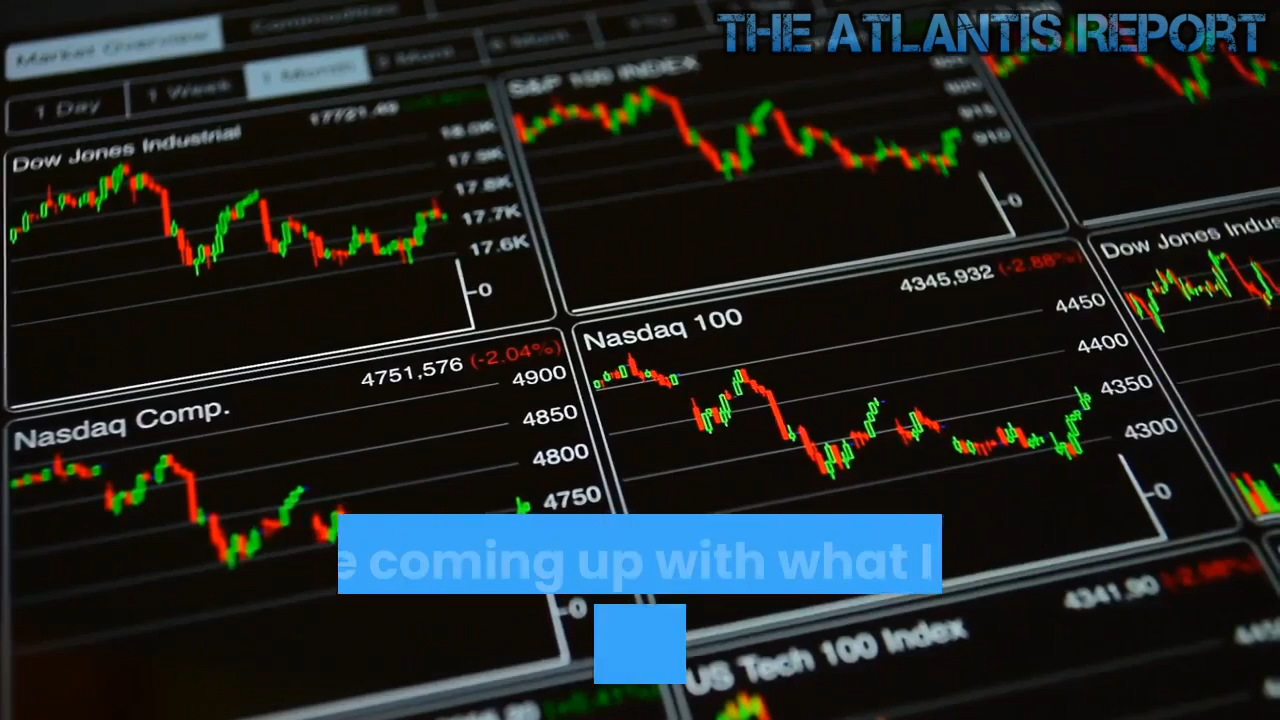 THE ATLANTIS REPORT
Market Overview
Commodities
1 Day
1 Week
1 Month
Dow Jones Industrial
17721.49
18.0K
17.9K
17.8K
17.7K
17.6K
0
S&P 100 INDEX
915
910
0
Dow Jones Indus
4751,576 (-2.04%)
Nasdaq Comp.
4900
4850
4800
4750
0
4345,932 (-2.88%)
Nasdaq 100
4450
4400
4350
4300
0
e coming up with what I
4341,90
US Tech 100 Index